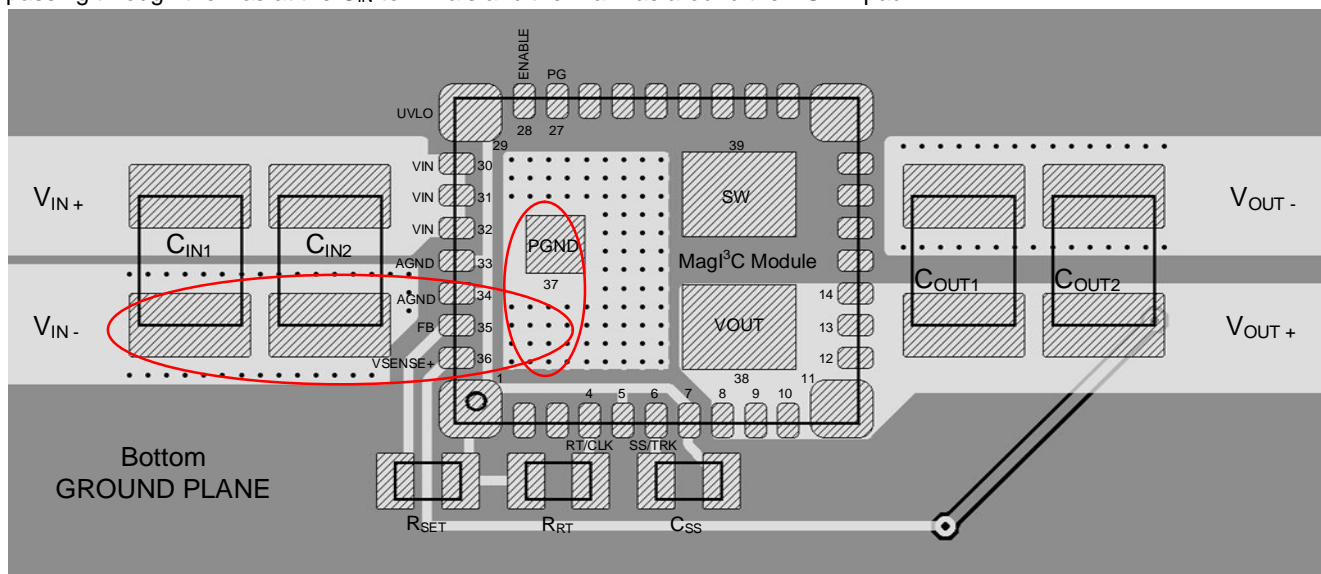 ENABLE
PG
UVLO
28 27
29
39
VIN 30
VIN 31
VIN 32
AGND 33
AGND 34
FB 35
VSENSE+ 36
VIN +
CIN1 CIN2
VIN -
PGND
37
SW
MagI³C Module
VOUT
38
14
13
12
11
1 4 5 6 7 8 9 10
RT/CLK SS/TRK
COUT1 COUT2
VOUT -
VOUT +
Bottom
GROUND PLANE
RSET RRT CSS